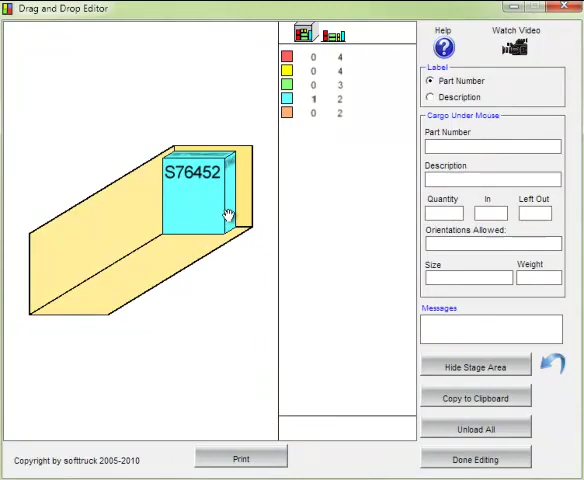 Drag and Drop Editor
S76452
0 4
0 4
0 3
1 2
0 2
Help
Watch Video
Label
Part Number
Description
Cargo Under Mouse
Part Number
Description
Quantity In Left Out
Orientations Allowed:
Size Weight
Messages
Hide Stage Area
Copy to Clipboard
Unload All
Done Editing
Print
Copyright by softtruck 2005-2010